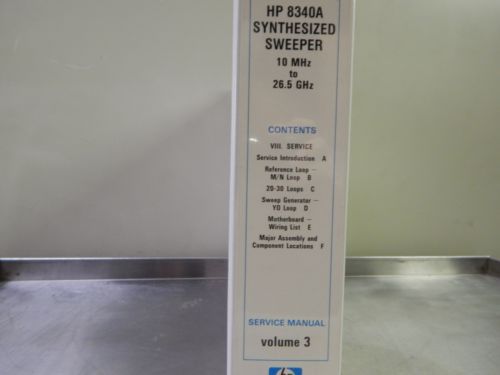 HP 8340A
SYNTHESIZED
SWEEPER
10 MHz
to
26.5 GHz
CONTENTS
VIII. SERVICE
Service Introduction A
Reference Loop –
M/N Loop B
20-30 Loops C
Sweep Generator –
YO Loop D
Motherboard –
Wiring List E
Major Assembly and
Component Locations F
SERVICE MANUAL
volume 3
hp